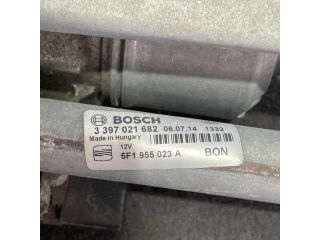 BOSCH
3 397 021 682 06.07.14 1332
Made in Hungary 12V
5F1 955 023 A BON